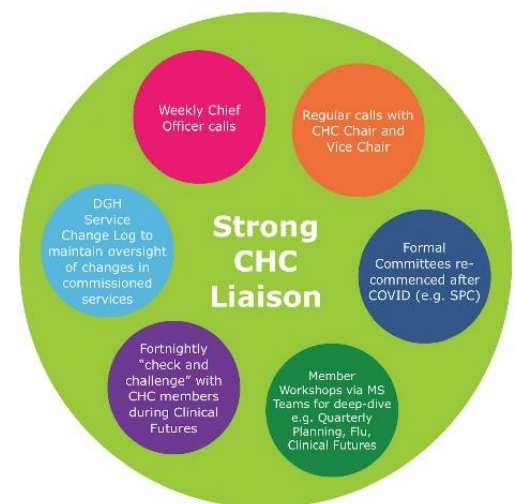 Weekly Chief
Officer calls
Regular calls with
CHC Chair and
Vice Chair
DGH
Service
Change Log to
maintain oversight
of changes in
commissioned
services
Strong
CHC
Liaison
Formal
Committees re-
commenced after
COVID (e.g. SPC)
Fortnightly
“check and
challenge” with
CHC members
during Clinical
Futures
Member
Workshops via MS
Teams for deep-dive
e.g. Quarterly
Planning, Flu,
Clinical Futures